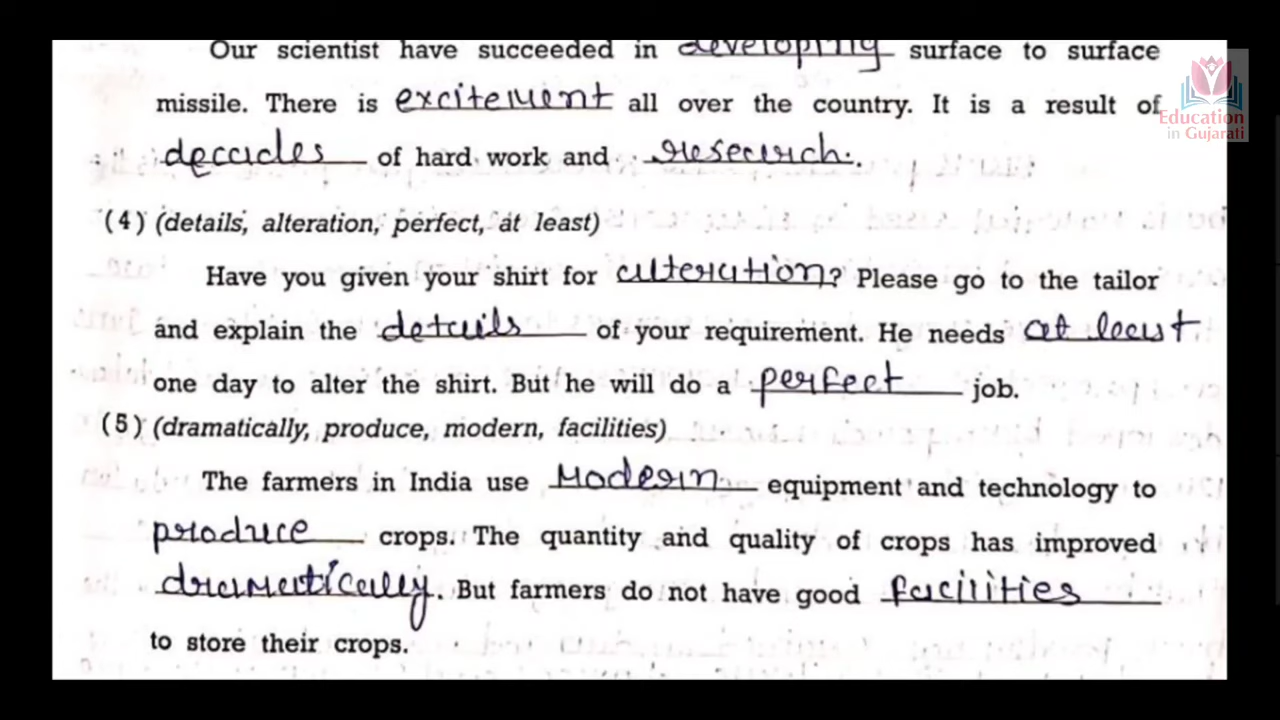 Our scientist have succeeded in developing surface to surface
missile. There is excitement all over the country. It is a result of
decades of hard work and research.
(4) (details, alteration, perfect, at least)
Have you given your shirt for alteration? Please go to the tailor
and explain the details of your requirement. He needs at least
one day to alter the shirt. But he will do a perfect job.
(5) (dramatically, produce, modern, facilities)
The farmers in India use modern equipment and technology to
produce crops. The quantity and quality of crops has improved
dramatically. But farmers do not have good facilities
to store their crops.
Education
in Gujarati